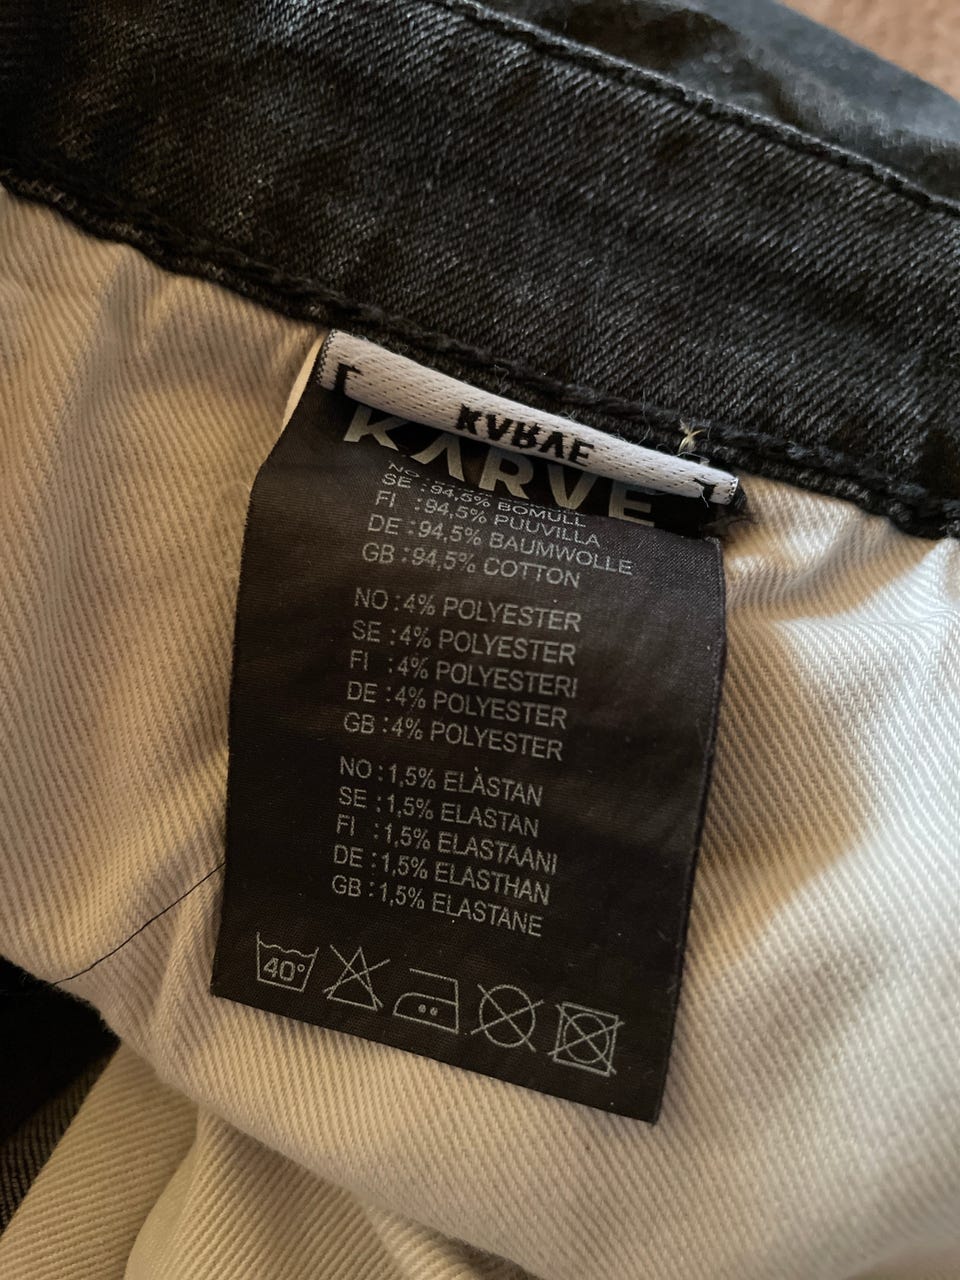 KARVE
KARVE
NO
SE :94,5% BOMULL
FI :94,5% PUUVILLA
DE :94,5% BAUMWOLLE
GB :94,5% COTTON
NO :4% POLYESTER
SE :4% POLYESTER
FI :4% POLYESTERI
DE :4% POLYESTER
GB :4% POLYESTER
NO :1,5% ELASTAN
SE :1,5% ELASTAN
FI :1,5% ELASTAANI
DE :1,5% ELASTHAN
GB :1,5% ELASTANE
40°